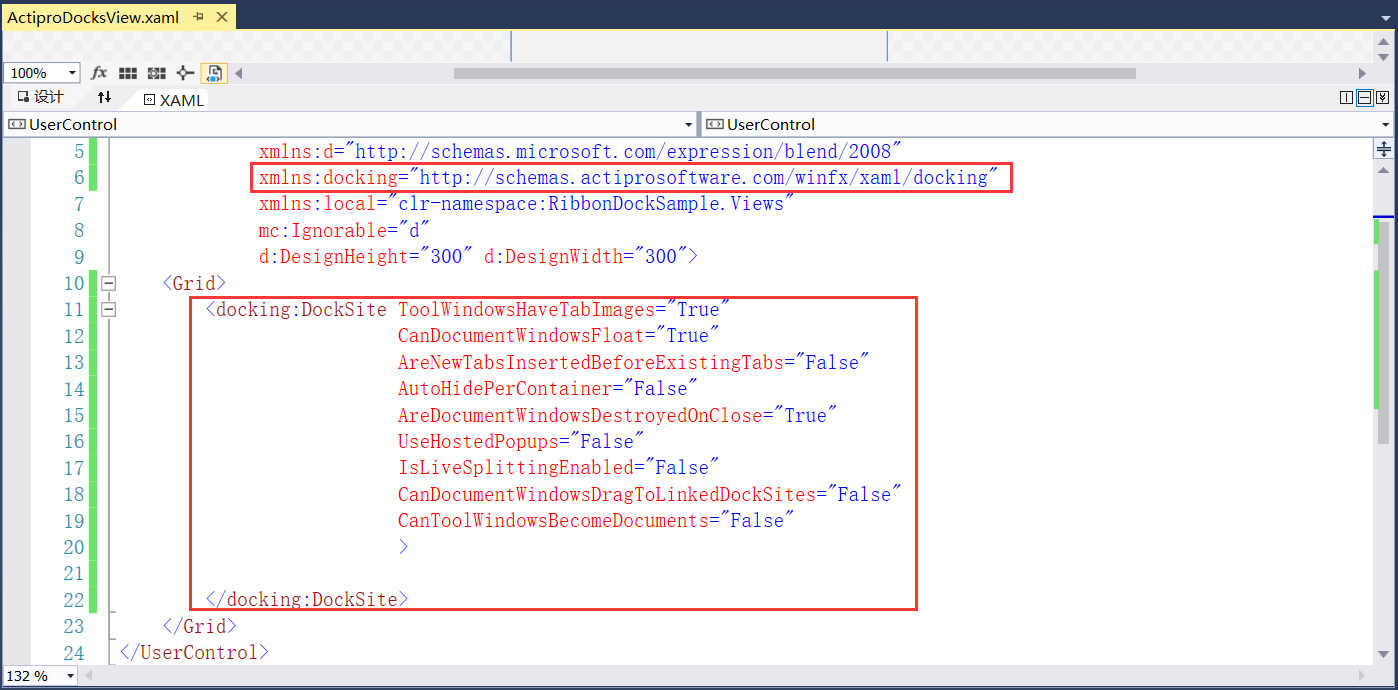 ActiproDocksView.xaml
100%
fx
设计
XAML
UserControl
UserControl
5 xmlns:d="http://schemas.microsoft.com/expression/blend/2008"
6 xmlns:docking="http://schemas.actiprosoftware.com/winfx/xaml/docking"
7 xmlns:local="clr-namespace:RibbonDockSample.Views"
8 mc:Ignorable="d"
9 d:DesignHeight="300" d:DesignWidth="300">
10 <Grid>
11 <docking:DockSite ToolWindowsHaveTabImages="True"
12 CanDocumentWindowsFloat="True"
13 AreNewTabsInsertedBeforeExistingTabs="False"
14 AutoHidePerContainer="False"
15 AreDocumentWindowsDestroyedOnClose="True"
16 UseHostedPopups="False"
17 IsLiveSplittingEnabled="False"
18 CanDocumentWindowsDragToLinkedDockSites="False"
19 CanToolWindowsBecomeDocuments="False"
20 >
21
22 </docking:DockSite>
23 </Grid>
24 </UserControl>
132 %